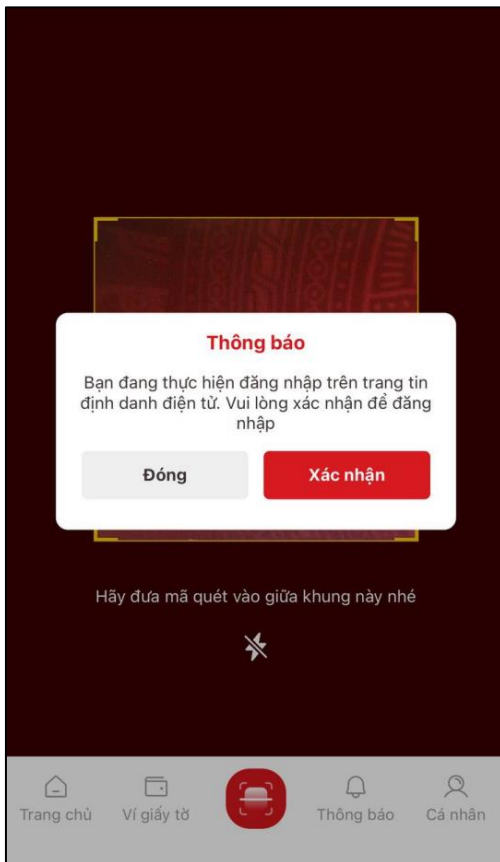 Thông báo
Bạn đang thực hiện đăng nhập trên trang tin
định danh điện tử. Vui lòng xác nhận để đăng
nhập
Đóng
Xác nhận
Hãy đưa mã quét vào giữa khung này nhé
Trang chủ
Ví giấy tờ
Thông báo
Cá nhân